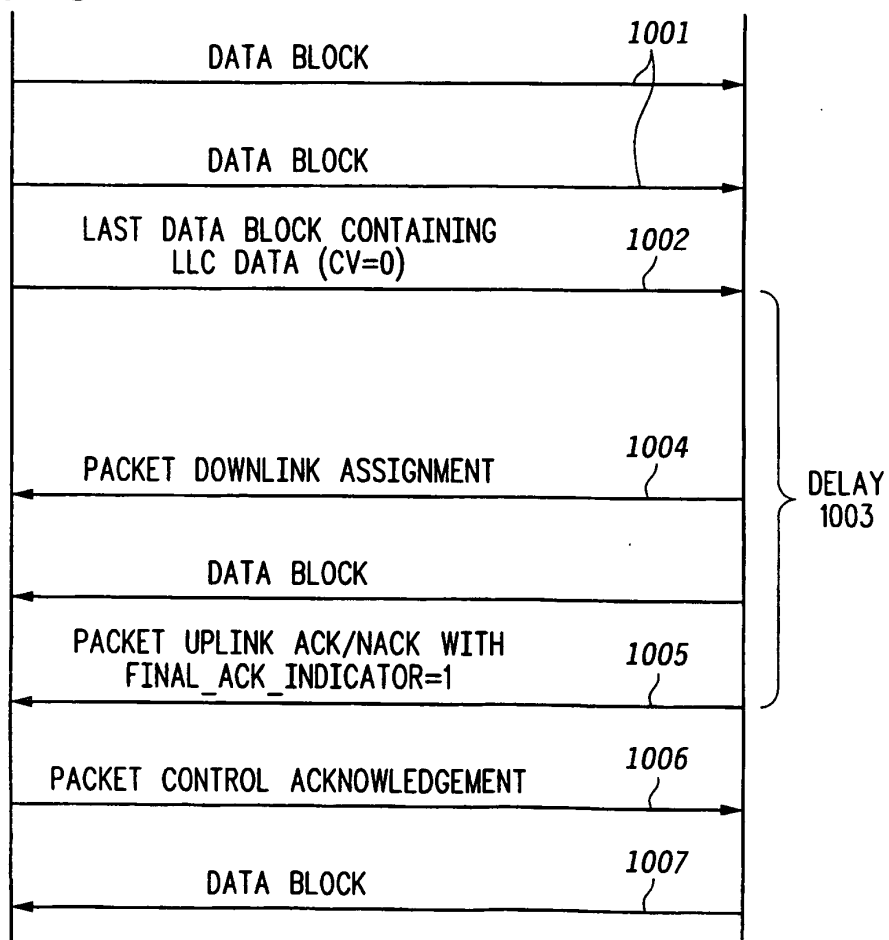 1001
DATA BLOCK
DATA BLOCK
LAST DATA BLOCK CONTAINING
LLC DATA (CV=0)
1002
1004
PACKET DOWNLINK ASSIGNMENT
DELAY
1003
DATA BLOCK
PACKET UPLINK ACK/NACK WITH
FINAL_ACK_INDICATOR=1
1005
1006
PACKET CONTROL ACKNOWLEDGEMENT
1007
DATA BLOCK